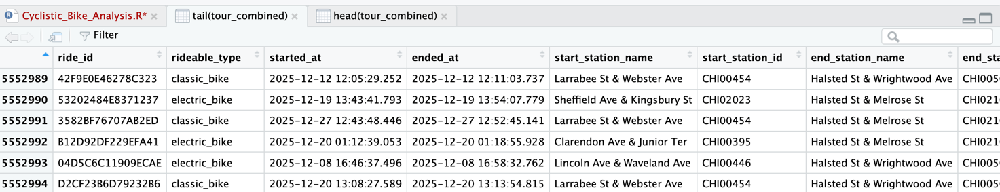 Cyclistic_Bike_Analysis.R* tail(tour_combined) head(tour_combined)
Filter
ride_id rideable_type started_at ended_at start_station_name start_station_id end_station_name end_sta
5552989 42F9E0E46278C323 classic_bike 2025-12-12 12:05:29.252 2025-12-12 12:11:03.737 Larrabee St & Webster Ave CHI00454 Halsted St & Wrightwood Ave CHI005
5552990 53202484E8371237 electric_bike 2025-12-19 13:43:41.793 2025-12-19 13:54:07.779 Sheffield Ave & Kingsbury St CHI02023 Halsted St & Melrose St CHI021
5552991 3582BF76707AB2ED classic_bike 2025-12-27 12:43:48.446 2025-12-27 12:52:45.141 Larrabee St & Webster Ave CHI00454 Halsted St & Melrose St CHI021
5552992 B12D92DF229EFA41 electric_bike 2025-12-20 01:12:39.053 2025-12-20 01:18:55.928 Clarendon Ave & Junior Ter CHI00395 Halsted St & Melrose St CHI021
5552993 04D5C6C11909ECAE electric_bike 2025-12-08 16:46:37.496 2025-12-08 16:58:32.762 Lincoln Ave & Waveland Ave CHI00446 Halsted St & Wrightwood Ave CHI005
5552994 D2CF23B6D79232B6 classic_bike 2025-12-20 13:08:27.589 2025-12-20 13:13:54.815 Larrabee St & Webster Ave CHI00454 Halsted St & Wrightwood Ave CHI005